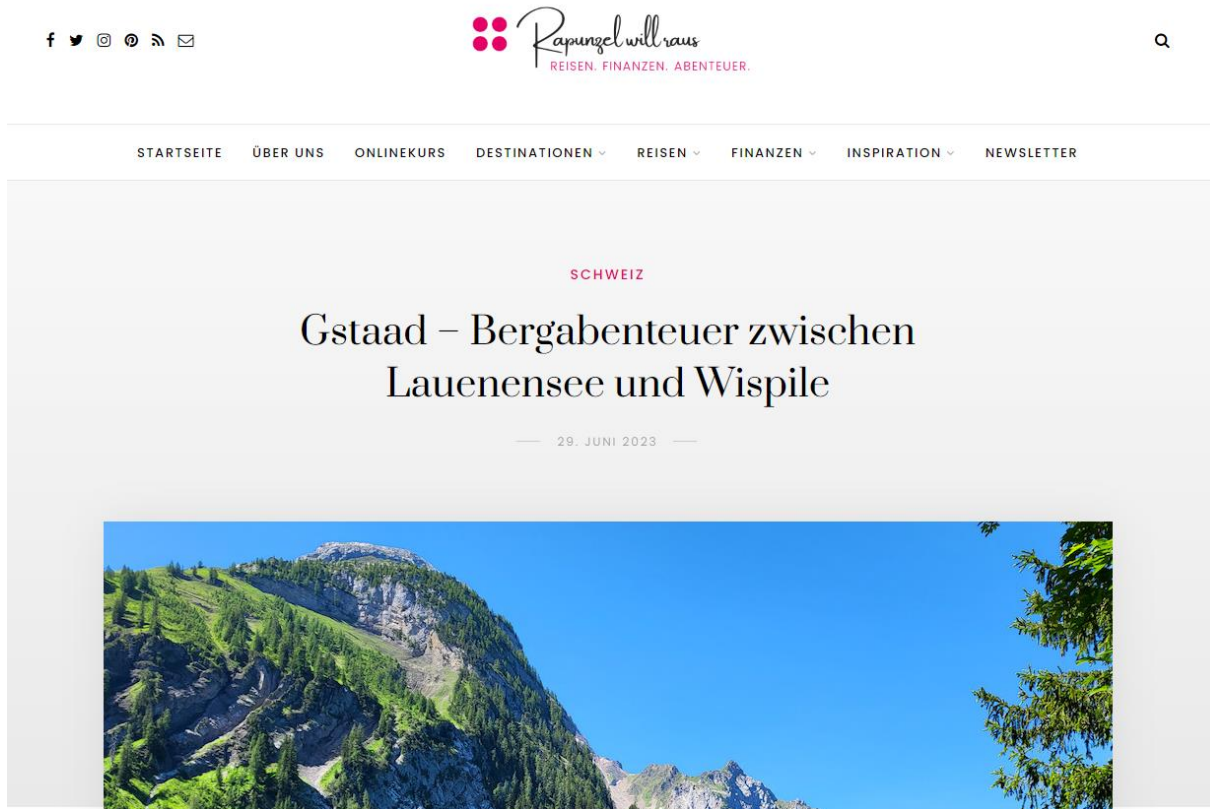 Rapunzel will raus
REISEN. FINANZEN. ABENTEUER.
STARTSEITE ÜBER UNS ONLINEKURS DESTINATIONEN REISEN FINANZEN INSPIRATION NEWSLETTER
SCHWEIZ
Gstaad – Bergabenteuer zwischen
Lauenensee und Wispile
29. JUNI 2023